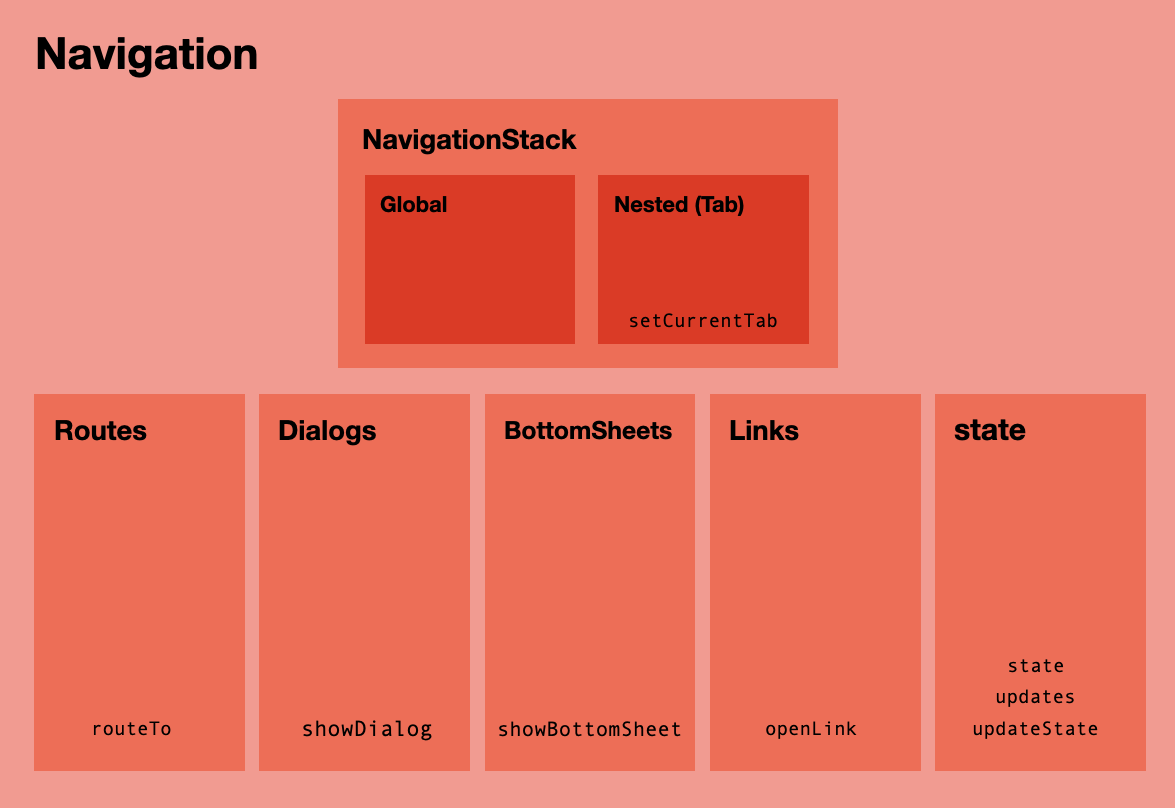 Navigation
NavigationStack
Global
Nested (Tab)
setCurrentTab
Routes
routeTo
Dialogs
showDialog
BottomSheets
showBottomSheet
Links
openLink
state
state
updates
updateState